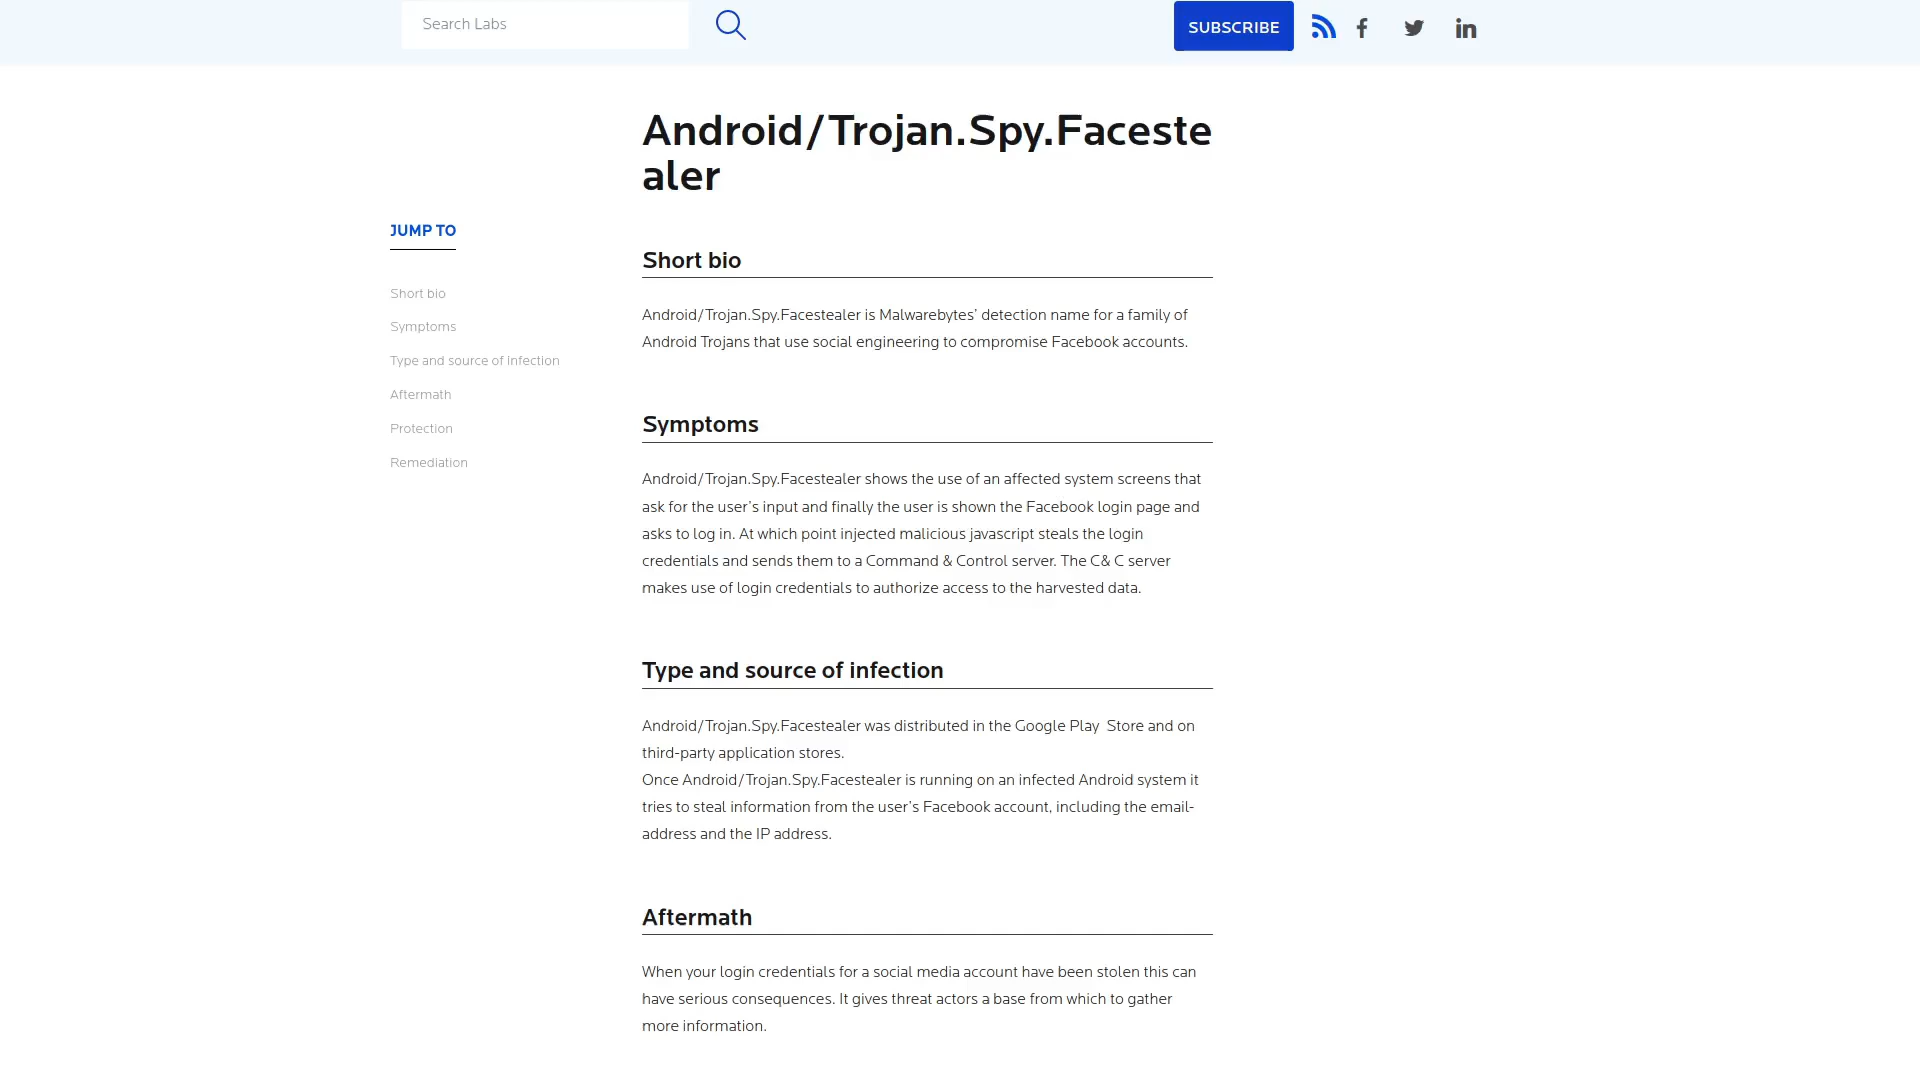 Search Labs
SUBSCRIBE
Android/Trojan.Spy.Faceste
aler
JUMP TO
Short bio
Symptoms
Type and source of Infection
Aftermath
Protection
Remediation
Short bio
Android/Trojan.Spy.Facestealer is Malwarebytes’ detection name for a family of
Android Trojans that use social engineering to compromise Facebook accounts.
Symptoms
Android/Trojan.Spy.Facestealer shows the use of an affected system screens that
ask for the user’s input and finally the user is shown the Facebook login page and
asks to log in. At which point injected malicious javascript steals the login
credentials and sends them to a Command & Control server. The C& C server
makes use of login credentials to authorize access to the harvested data.
Type and source of infection
Android/Trojan.Spy.Facestealer was distributed in the Google Play  Store and on
third-party application stores.
Once Android/Trojan.Spy.Facestealer is running on an infected Android system it
tries to steal information from the user’s Facebook account, including the email-
address and the IP address.
Aftermath
When your login credentials for a social media account have been stolen this can
have serious consequences. It gives threat actors a base from which to gather
more information.